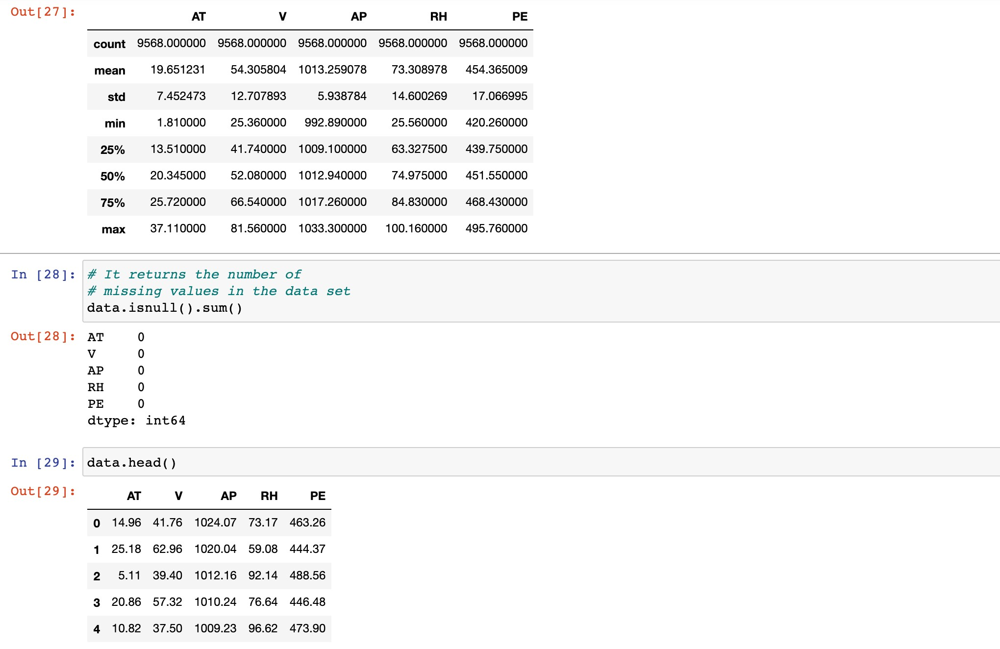 Out[27]:
AT V AP RH PE
count 9568.000000 9568.000000 9568.000000 9568.000000 9568.000000
mean 19.651231 54.305804 1013.259078 73.308978 454.365009
std 7.452473 12.707893 5.938784 14.600269 17.066995
min 1.810000 25.360000 992.890000 25.560000 420.260000
25% 13.510000 41.740000 1009.100000 63.327500 439.750000
50% 20.345000 52.080000 1012.940000 74.975000 451.550000
75% 25.720000 66.540000 1017.260000 84.830000 468.430000
max 37.110000 81.560000 1033.300000 100.160000 495.760000
In [28]: # It returns the number of
# missing values in the data set
data.isnull().sum()
Out[28]: AT 0
V 0
AP 0
RH 0
PE 0
dtype: int64
In [29]: data.head()
Out[29]:
AT V AP RH PE
0 14.96 41.76 1024.07 73.17 463.26
1 25.18 62.96 1020.04 59.08 444.37
2 5.11 39.40 1012.16 92.14 488.56
3 20.86 57.32 1010.24 76.64 446.48
4 10.82 37.50 1009.23 96.62 473.90